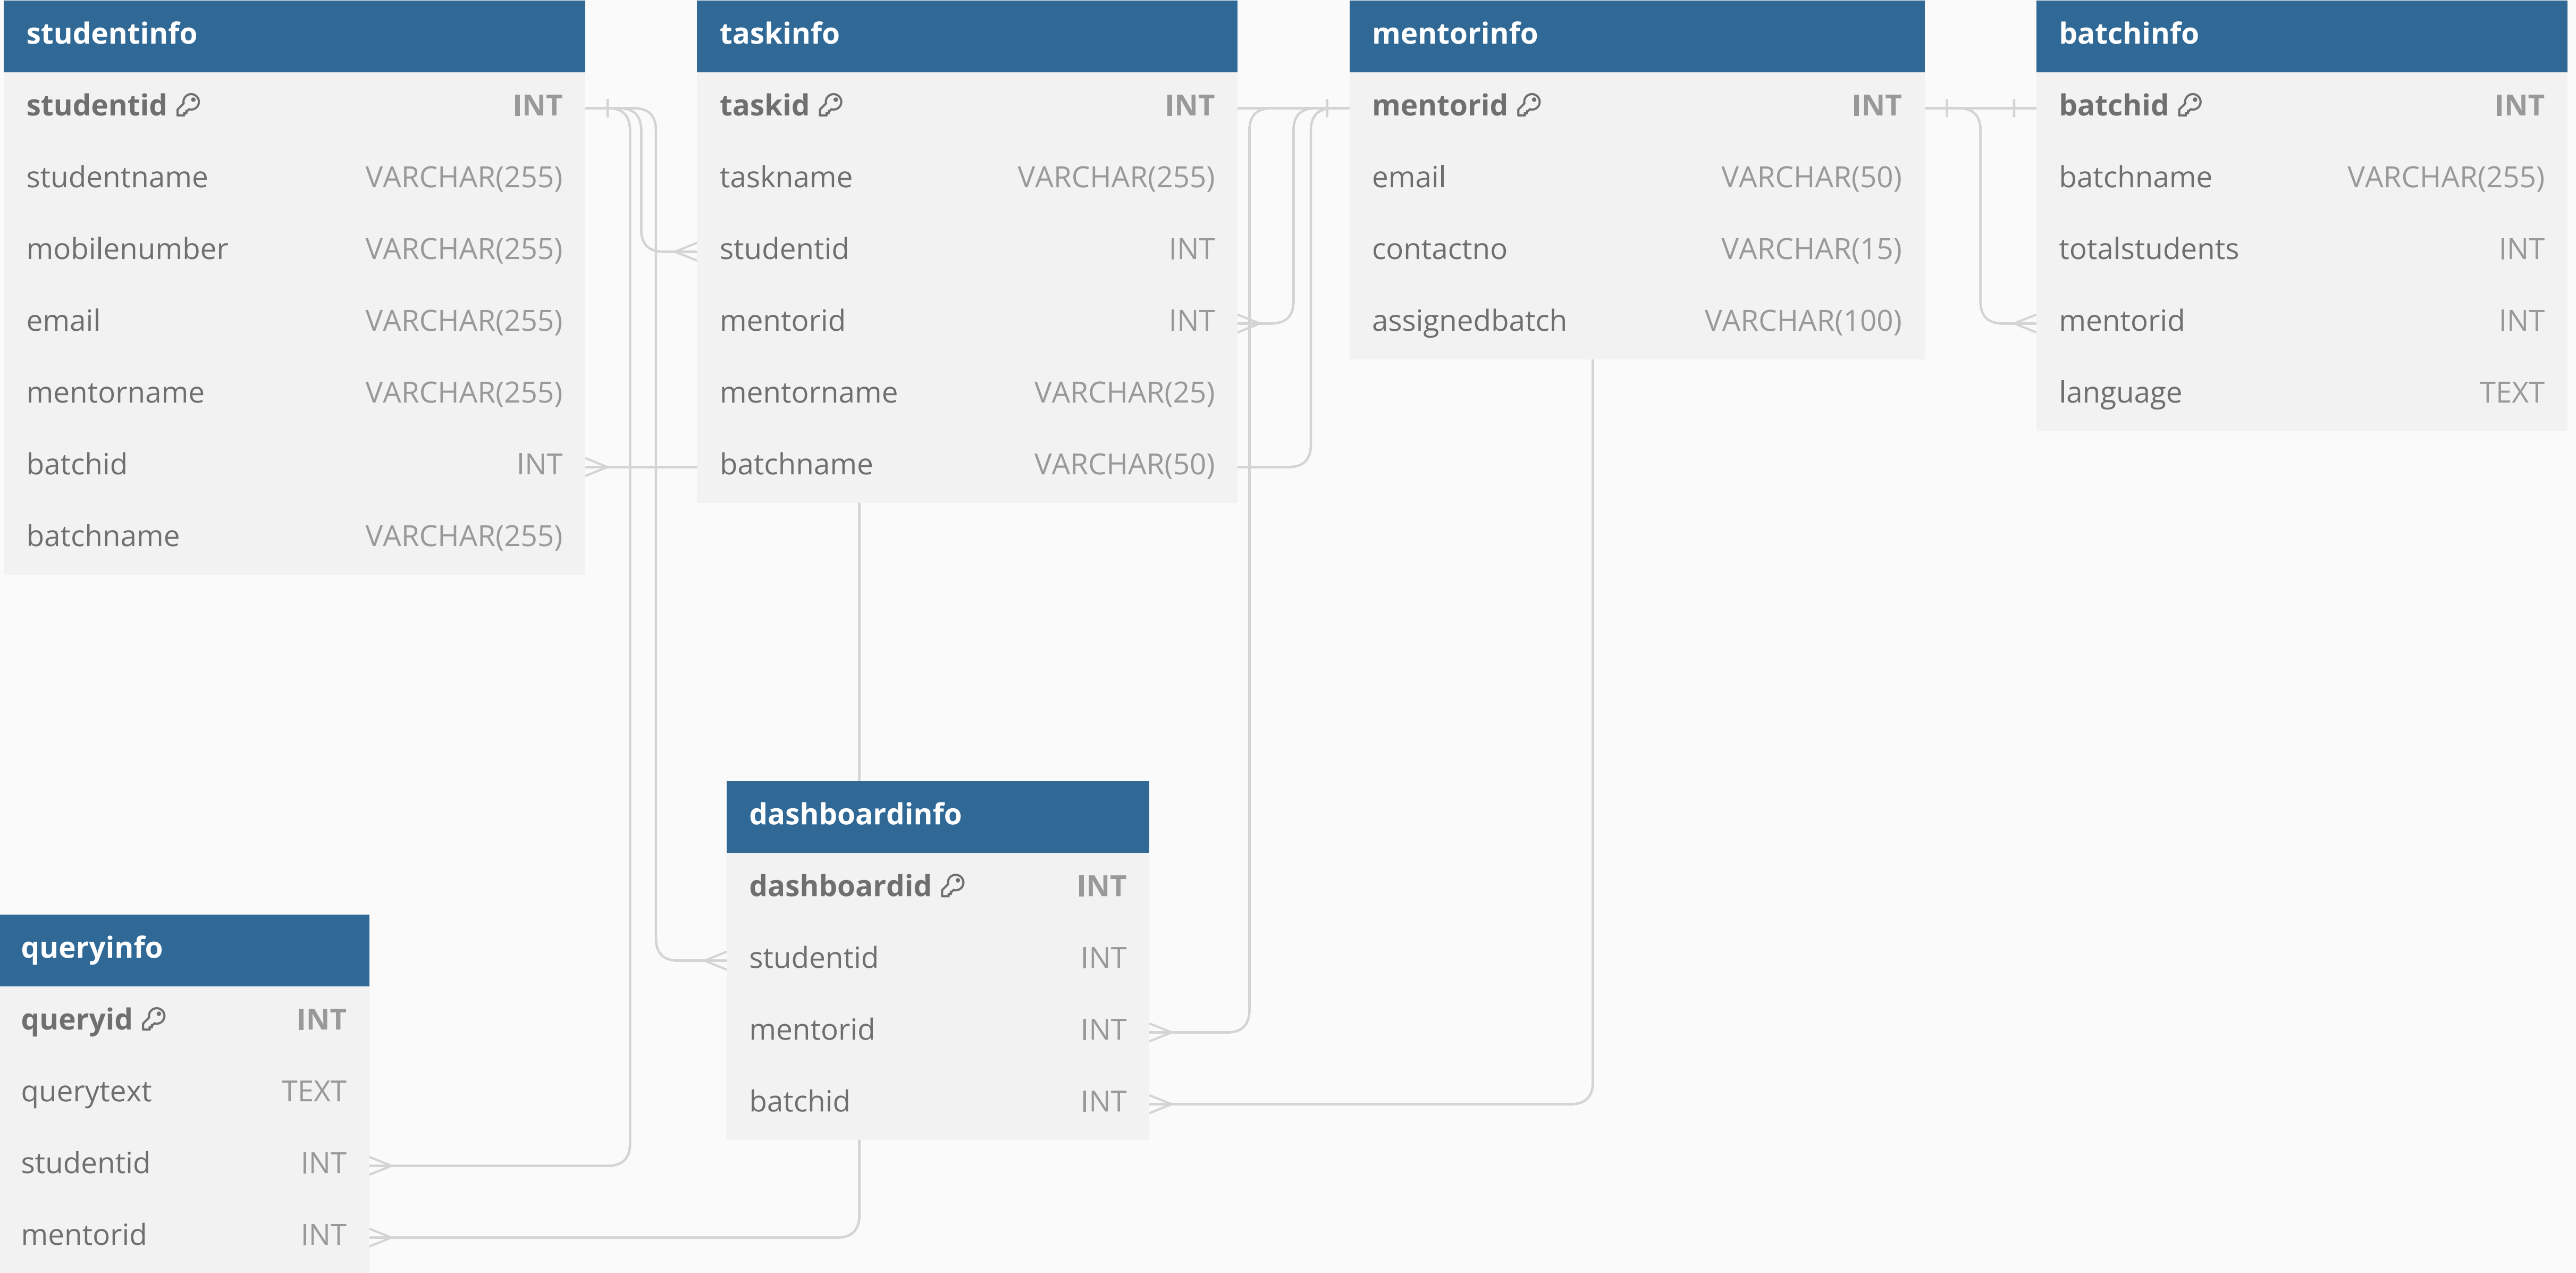 studentinfo
studentid INT
studentname VARCHAR(255)
mobilenumber VARCHAR(255)
email VARCHAR(255)
mentorname VARCHAR(255)
batchid INT
batchname VARCHAR(255)
taskinfo
taskid INT
taskname VARCHAR(255)
studentid INT
mentorid INT
mentorname VARCHAR(25)
batchname VARCHAR(50)
mentorinfo
mentorid INT
email VARCHAR(50)
contactno VARCHAR(15)
assignedbatch VARCHAR(100)
batchinfo
batchid INT
batchname VARCHAR(255)
totalstudents INT
mentorid INT
language TEXT
dashboardinfo
dashboardid INT
studentid INT
mentorid INT
batchid INT
queryinfo
queryid INT
querytext TEXT
studentid INT
mentorid INT